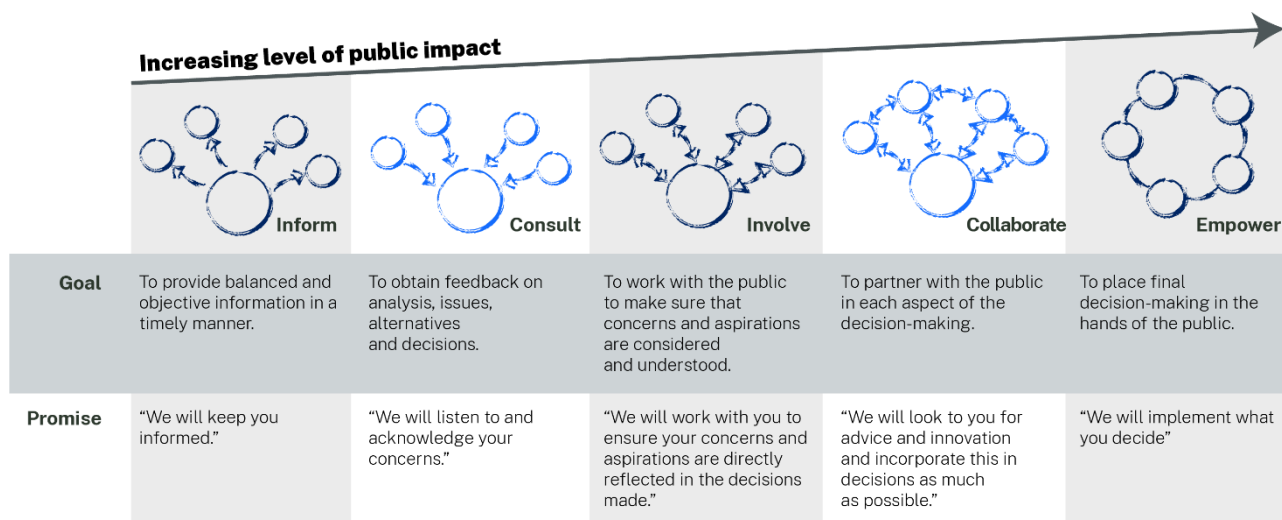 Increasing level of public impact
Inform
Consult
Involve
Collaborate
Empower
Goal
To provide balanced and
objective information in a
timely manner.
To obtain feedback on
analysis, issues,
alternatives
and decisions.
To work with the public
to make sure that
concerns and aspirations
are considered
and understood.
To partner with the public
in each aspect of the
decision-making.
To place final
decision-making in the
hands of the public.
Promise
“We will keep you
informed.”
“We will listen to and
acknowledge your
concerns.”
“We will work with you to
ensure your concerns and
aspirations are directly
reflected in the decisions
made.”
“We will look to you for
advice and innovation
and incorporate this in
decisions as much
as possible.”
“We will implement what
you decide”